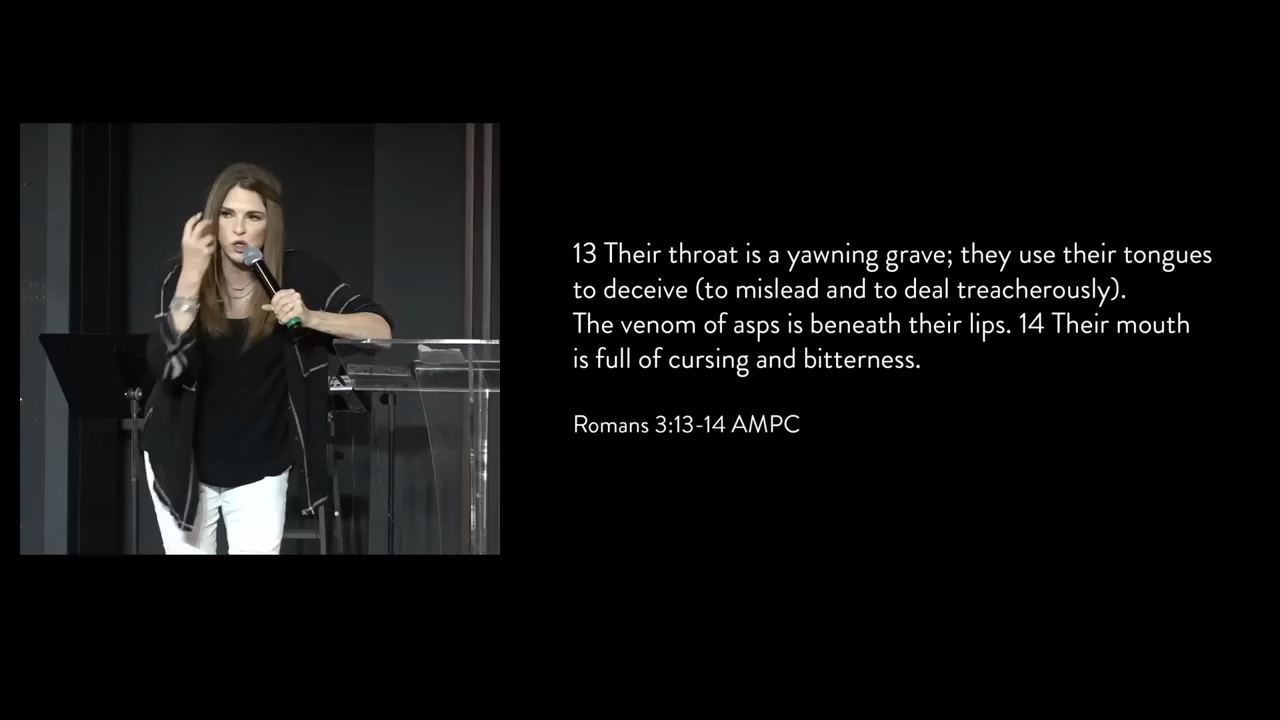 13 Their throat is a yawning grave; they use their tongues
to deceive (to mislead and to deal treacherously).
The venom of asps is beneath their lips. 14 Their mouth
is full of cursing and bitterness.
Romans 3:13-14 AMPC